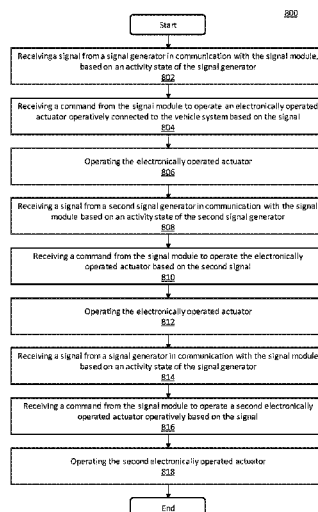 800
Start
Receiving a signal from a signal generator in communication with the signal module,
based on an activity state of the signal generator
802
Receiving a command from the signal module to operate an electronically operated
actuator operatively connected to the vehicle system based on the signal
804
Operating the electronically operated actuator
806
Receiving a signal from a second signal generator in communication with the signal
module based on an activity state of the second signal generator
808
Receiving a command from the signal module to operate the electronically
operated actuator based on the second signal
810
Operating the electronically operated actuator
812
Receiving a signal from a signal generator in communication with the signal module
based on an activity state of the signal generator
814
Receiving a command from the signal module to operate a second electronically
operated actuator operatively based on the signal
816
Operating the second electronically operated actuator
818
End